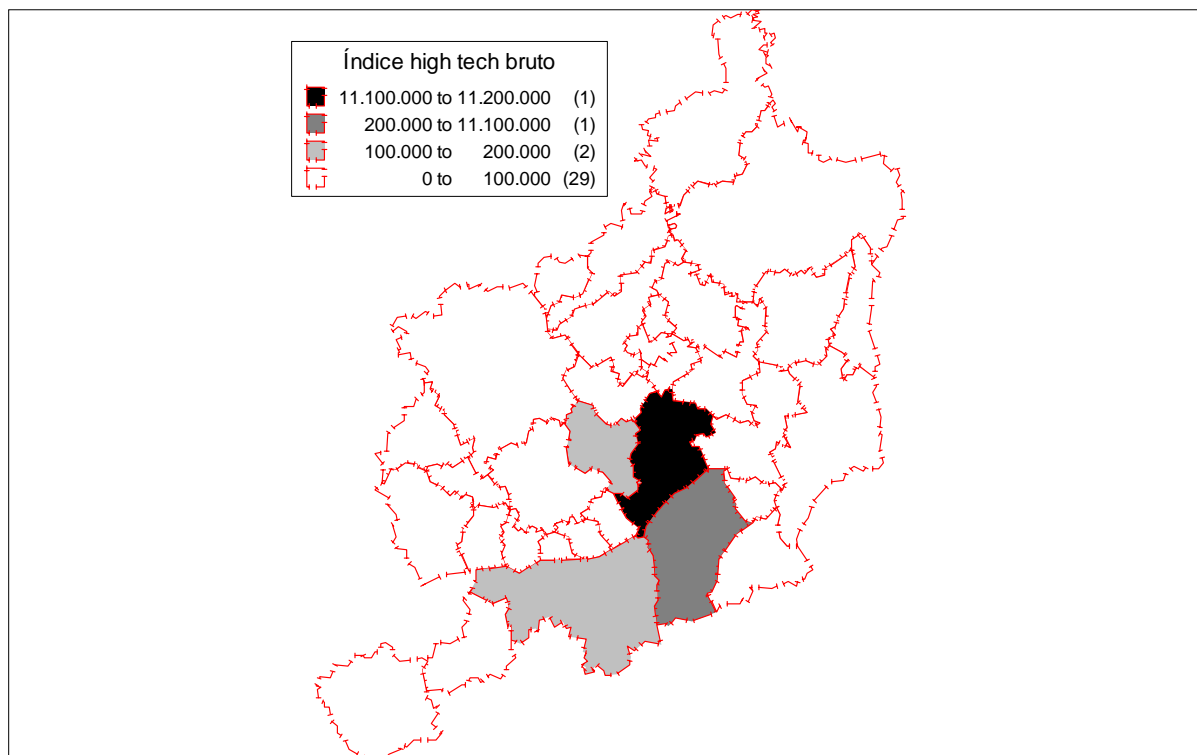 Índice high tech bruto
11.100.000 to 11.200.000 (1)
200.000 to 11.100.000 (1)
100.000 to 200.000 (2)
0 to 100.000 (29)